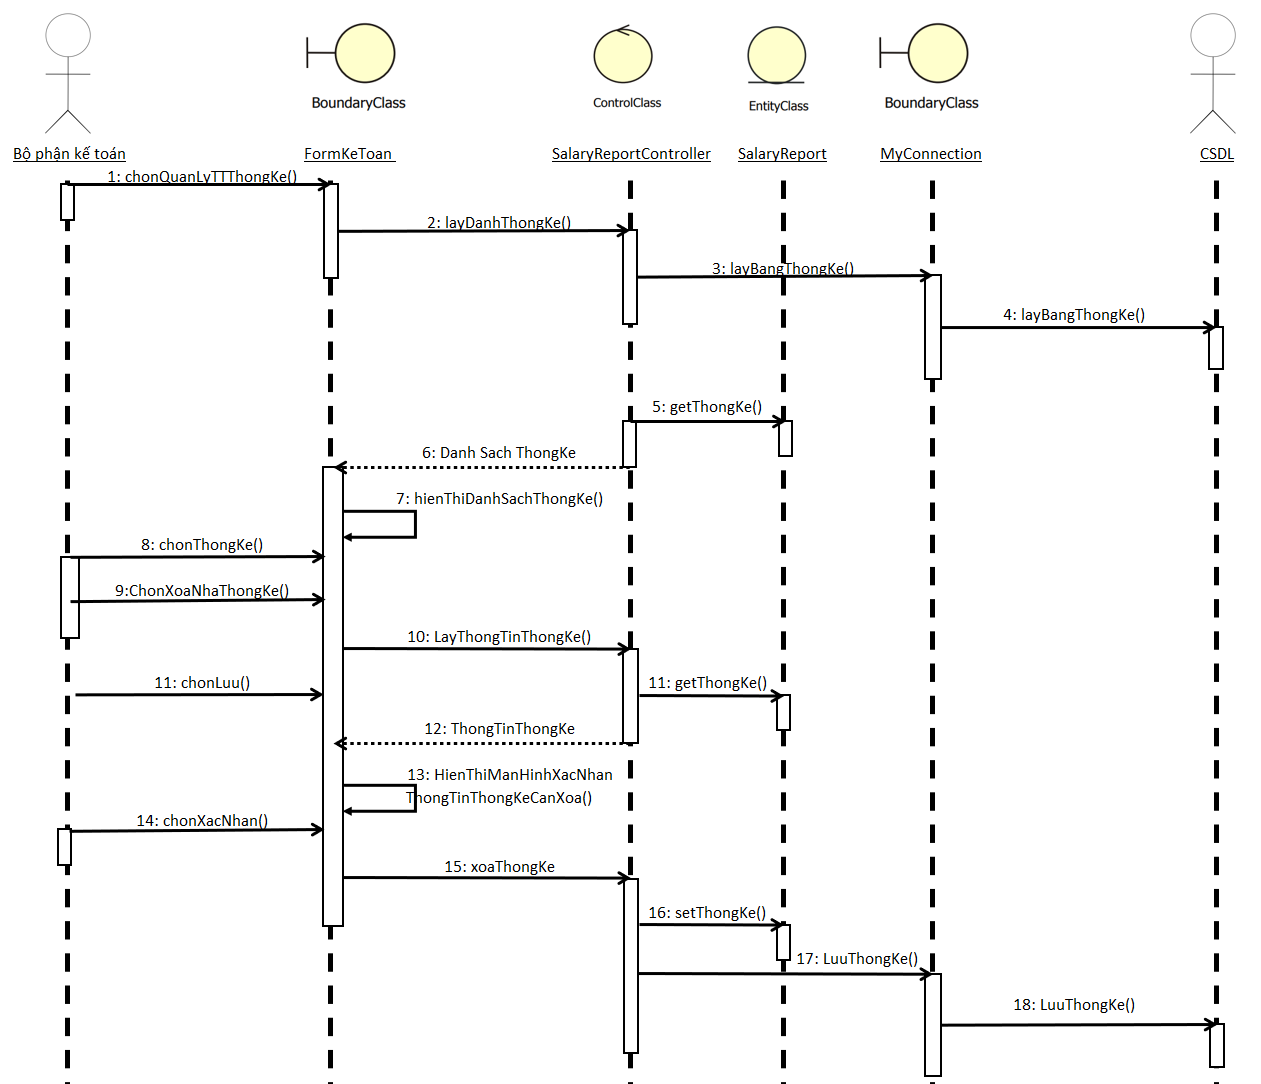 BoundaryClass
ControlClass
EntityClass
BoundaryClass
Bộ phận kế toán
FormKeToan
SalaryReportController
SalaryReport
MyConnection
CSDL
1: chonQuanLyTTThongKe()
2: layDanhThongKe()
3: layBangThongKe()
4: layBangThongKe()
5: getThongKe()
6: Danh Sach ThongKe
7: hienThiDanhSachThongKe()
8: chonThongKe()
9:ChonXoaNhaThongKe()
10: LayThongTinThongKe()
11: chonLuu()
11: getThongKe()
12: ThongTinThongKe
13: HienThiManHinhXacNhan
ThongTinThongKeCanXoa()
14: chonXacNhan()
15: xoaThongKe
16: setThongKe()
17: LuuThongKe()
18: LuuThongKe()